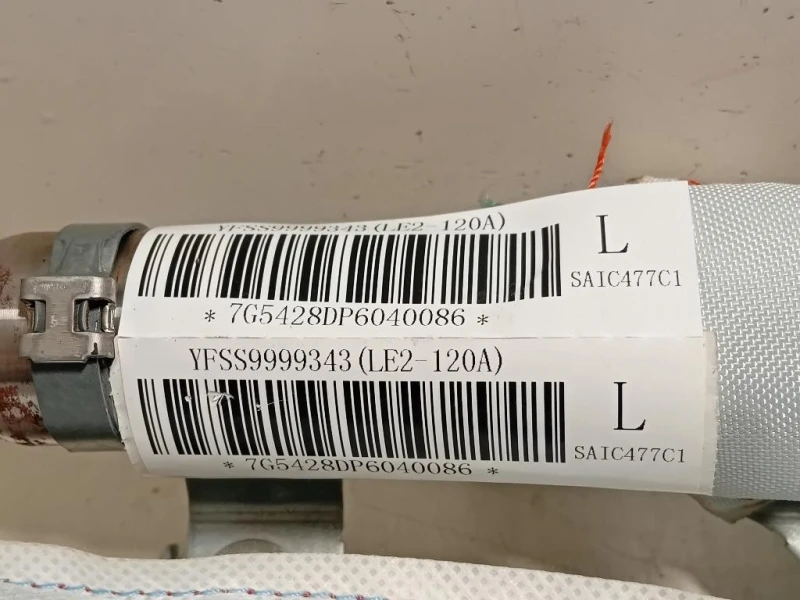 YFSS9999343(LE2-120A)
L
SAIC477C1
* 7G5428DP6040086 *
YFSS9999343(LE2-120A)
L
SAIC477C1
* 7G5428DP6040086 *